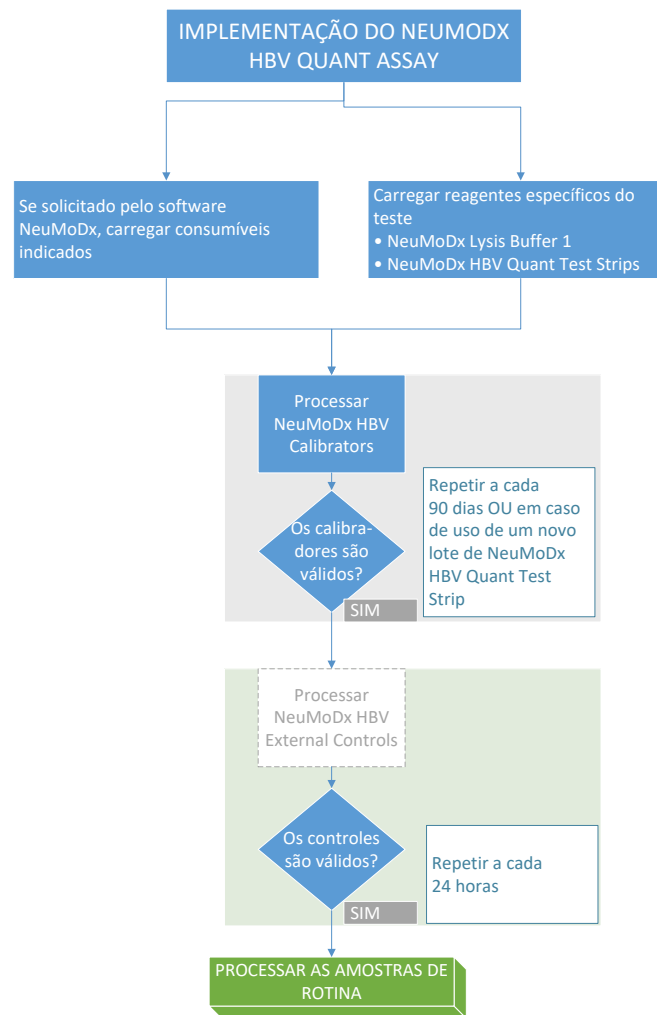 IMPLEMENTAÇÃO DO NEUMODX
HBV QUANT ASSAY
Se solicitado pelo software
NeuMoDx, carregar consumíveis
indicados
Carregar reagentes específicos do
teste
• NeuMoDx Lysis Buffer 1
• NeuMoDx HBV Quant Test Strips
Processar
NeuMoDx HBV
Calibrators
Os calibra-
dores são
válidos?
SIM
Repetir a cada
90 dias OU em caso
de uso de um novo
lote de NeuMoDx
HBV Quant Test
Strip
Processar
NeuMoDx HBV
External Controls
Os controles
são válidos?
SIM
Repetir a cada
24 horas
PROCESSAR AS AMOSTRAS DE
ROTINA